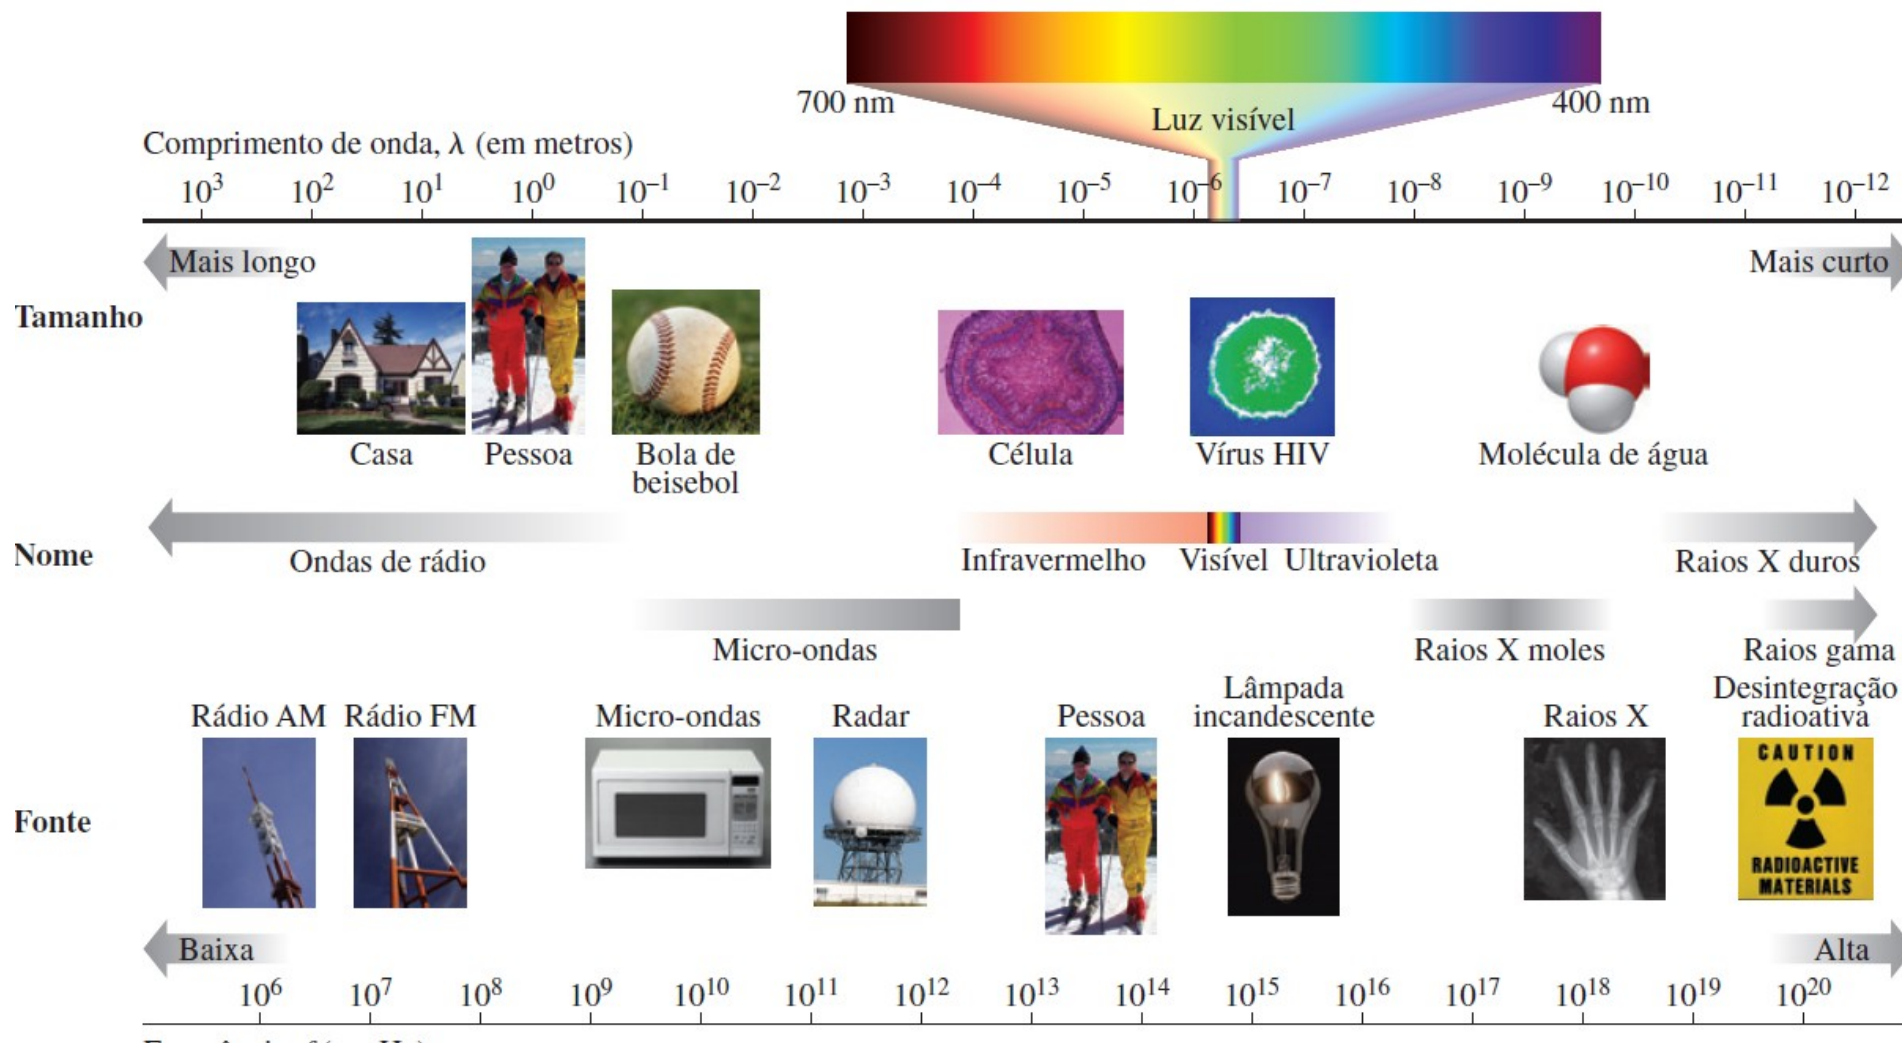 700 nm
400 nm
Luz visível
Comprimento de onda, λ (em metros)
10³ 10² 10¹ 10⁰ 10⁻¹ 10⁻² 10⁻³ 10⁻⁴ 10⁻⁵ 10⁻⁶ 10⁻⁷ 10⁻⁸ 10⁻⁹ 10⁻¹⁰ 10⁻¹¹ 10⁻¹²
Mais longo
Mais curto
Tamanho
Casa
Pessoa
Bola de
beisebol
Célula
Vírus HIV
Molécula de água
Nome
Ondas de rádio
Infravermelho
Visível
Ultravioleta
Raios X duros
Micro-ondas
Raios X moles
Raios gama
Fonte
Rádio AM
Rádio FM
Micro-ondas
Radar
Pessoa
Lâmpada
incandescente
Raios X
Desintegração
radioativa
CAUTION
RADIOACTIVE
MATERIALS
Baixa
Alta
10⁶ 10⁷ 10⁸ 10⁹ 10¹⁰ 10¹¹ 10¹² 10¹³ 10¹⁴ 10¹⁵ 10¹⁶ 10¹⁷ 10¹⁸ 10¹⁹ 10²⁰